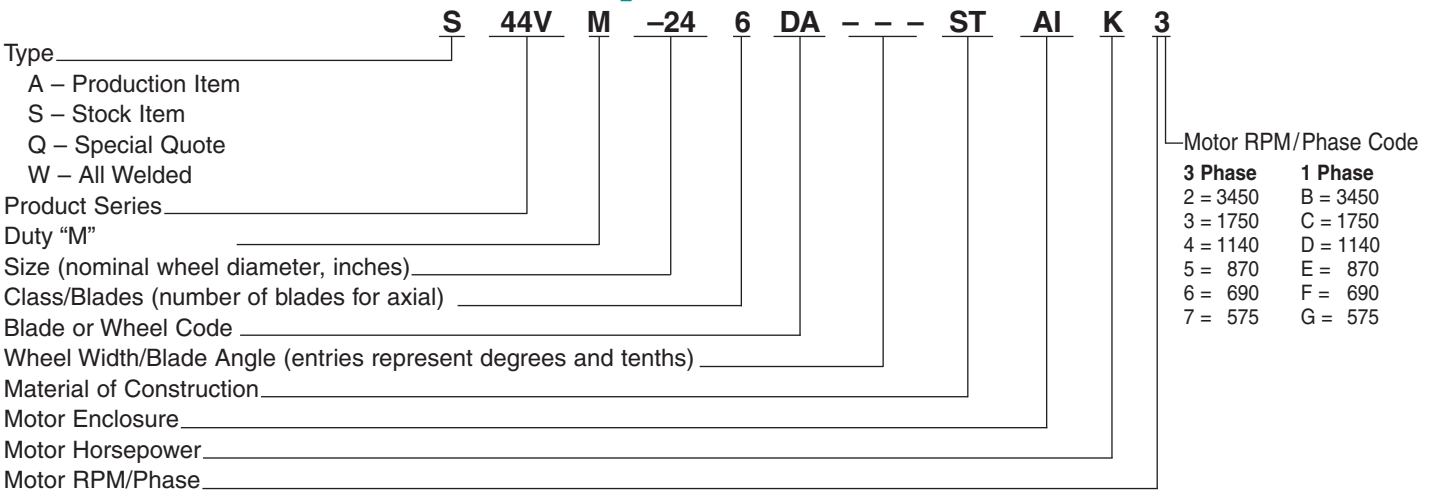 S 44V M –24 6 DA – – – ST AI K 3
Type
A – Production Item
S – Stock Item
Q – Special Quote
W – All Welded
Product Series
Duty “M”
Size (nominal wheel diameter, inches)
Class/Blades (number of blades for axial)
Blade or Wheel Code
Wheel Width/Blade Angle (entries represent degrees and tenths)
Material of Construction
Motor Enclosure
Motor Horsepower
Motor RPM/Phase
Motor RPM/Phase Code
3 Phase 1 Phase
2 = 3450 B = 3450
3 = 1750 C = 1750
4 = 1140 D = 1140
5 = 870 E = 870
6 = 690 F = 690
7 = 575 G = 575